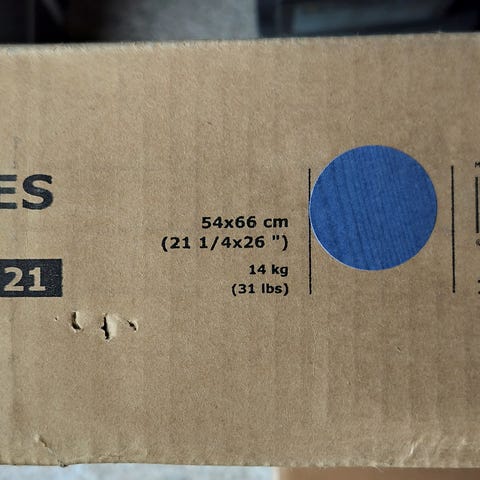 ES
54x66 cm
(21 1/4x26 ")
14 kg
(31 lbs)
21